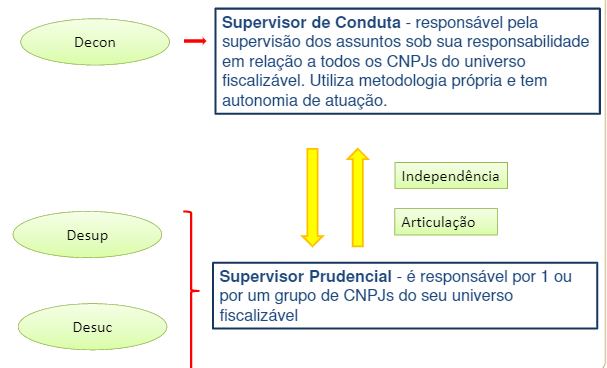 Decon
Supervisor de Conduta - responsável pela
supervisão dos assuntos sob sua responsabilidade
em relação a todos os CNPJs do universo
fiscalizável. Utiliza metodologia própria e tem
autonomia de atuação.
Independência
Articulação
Desup
Supervisor Prudencial - é responsável por 1 ou
por um grupo de CNPJs do seu universo
fiscalizável
Desuc